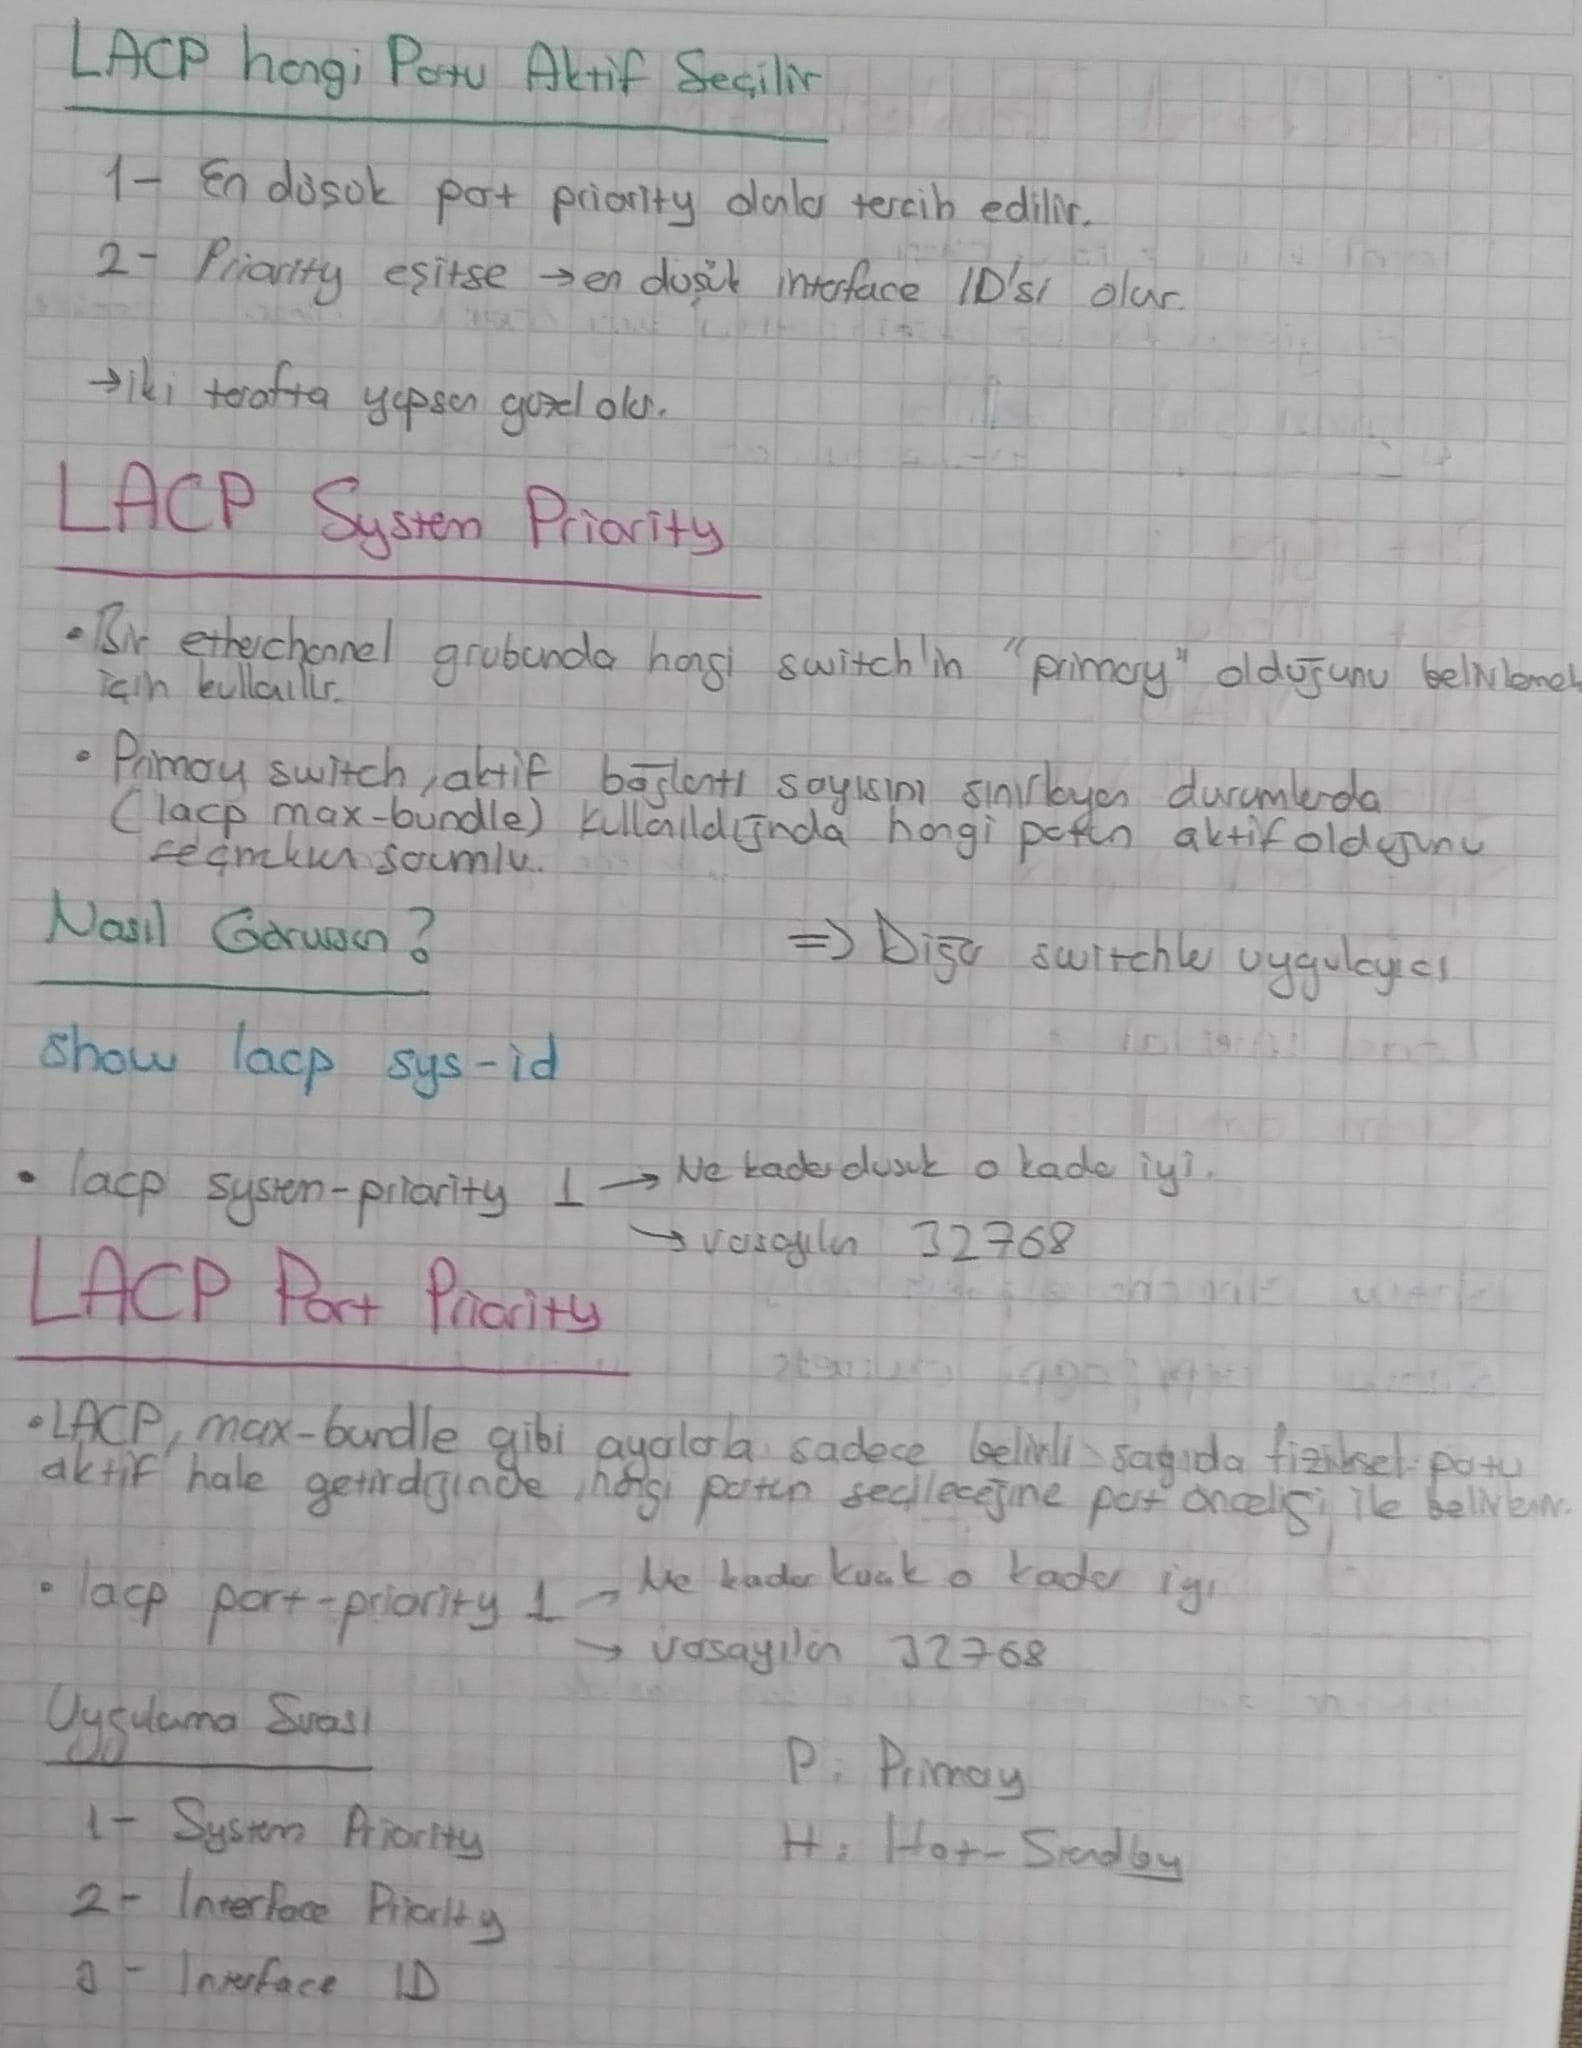 LACP hangi Portu Aktif Seçilir
1- En düşük port priority olanla tercih edilir.
2- Priority eşitse → en düşük interface ID'si olur.
→ iki tarafta yapsan güzel olur.
LACP System Priority
• Bir etherchannel grubunda hangi switch'in "primary" olduğunu belirlemek
için kullanılır.
• Primary switch, aktif bağlantı sayısını sınırlayan durumlarda
(lacp max-bundle) kullanıldığında hangi portun aktif olduğunu
seçmekten sorumlu.
Nasıl Görürsün?
=> Diğer switchler uygulayıcı
show lacp sys-id
• lacp system-priority 1 → Ne kadar düşük o kadar iyi.
→ varsayılan 32768
LACP Port Priority
• LACP, max-bundle gibi ayarlarla sadece belirli sayıda fiziksel portu
aktif hale getirdiğinde, hangi portun seçileceğine port önceliği ile belirlenir.
• lacp port-priority 1 → Ne kadar küçük o kadar iyi
→ varsayılan 32768
Uygulama Sırası
P: Primary
1- System Priority
H: Hot-Standby
2- Interface Priority
3- Interface ID